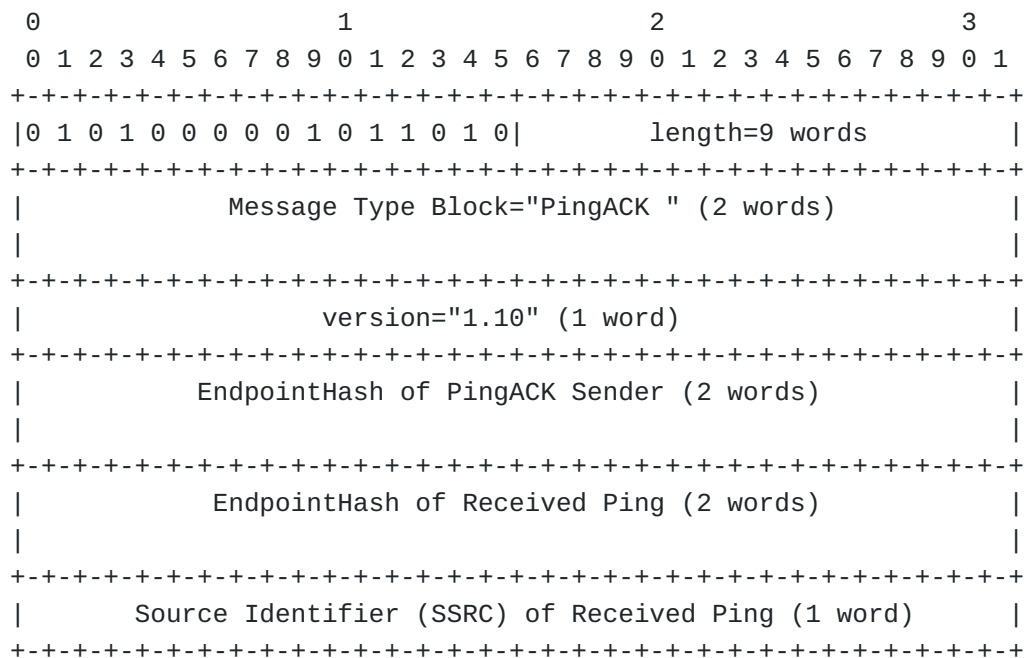 0                   1                   2                   3
 0 1 2 3 4 5 6 7 8 9 0 1 2 3 4 5 6 7 8 9 0 1 2 3 4 5 6 7 8 9 0 1
+-+-+-+-+-+-+-+-+-+-+-+-+-+-+-+-+-+-+-+-+-+-+-+-+-+-+-+-+-+-+-+-+
|0 1 0 1 0 0 0 0 0 1 0 1 1 0 1 0|        length=9 words         |
+-+-+-+-+-+-+-+-+-+-+-+-+-+-+-+-+-+-+-+-+-+-+-+-+-+-+-+-+-+-+-+-+
|             Message Type Block="PingACK " (2 words)           |
|                                                               |
+-+-+-+-+-+-+-+-+-+-+-+-+-+-+-+-+-+-+-+-+-+-+-+-+-+-+-+-+-+-+-+-+
|                   version="1.10" (1 word)                     |
+-+-+-+-+-+-+-+-+-+-+-+-+-+-+-+-+-+-+-+-+-+-+-+-+-+-+-+-+-+-+-+-+
|           EndpointHash of PingACK Sender (2 words)            |
|                                                               |
+-+-+-+-+-+-+-+-+-+-+-+-+-+-+-+-+-+-+-+-+-+-+-+-+-+-+-+-+-+-+-+-+
|            EndpointHash of Received Ping (2 words)            |
|                                                               |
+-+-+-+-+-+-+-+-+-+-+-+-+-+-+-+-+-+-+-+-+-+-+-+-+-+-+-+-+-+-+-+-+
|       Source Identifier (SSRC) of Received Ping (1 word)      |
+-+-+-+-+-+-+-+-+-+-+-+-+-+-+-+-+-+-+-+-+-+-+-+-+-+-+-+-+-+-+-+-+